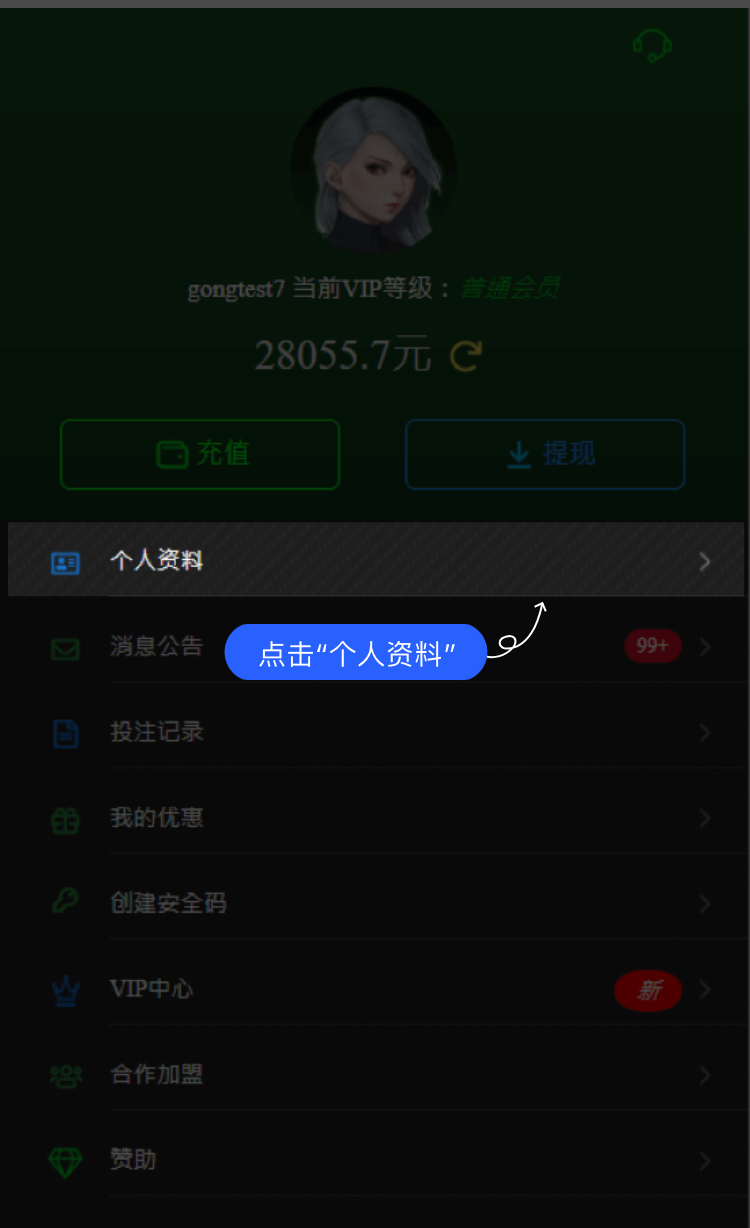 gongtest7 当前VIP等级：普通会员
28055.7元
充值
提现
个人资料
消息公告
99+
点击“个人资料”
投注记录
我的优惠
创建安全码
VIP中心
新
合作加盟
赞助